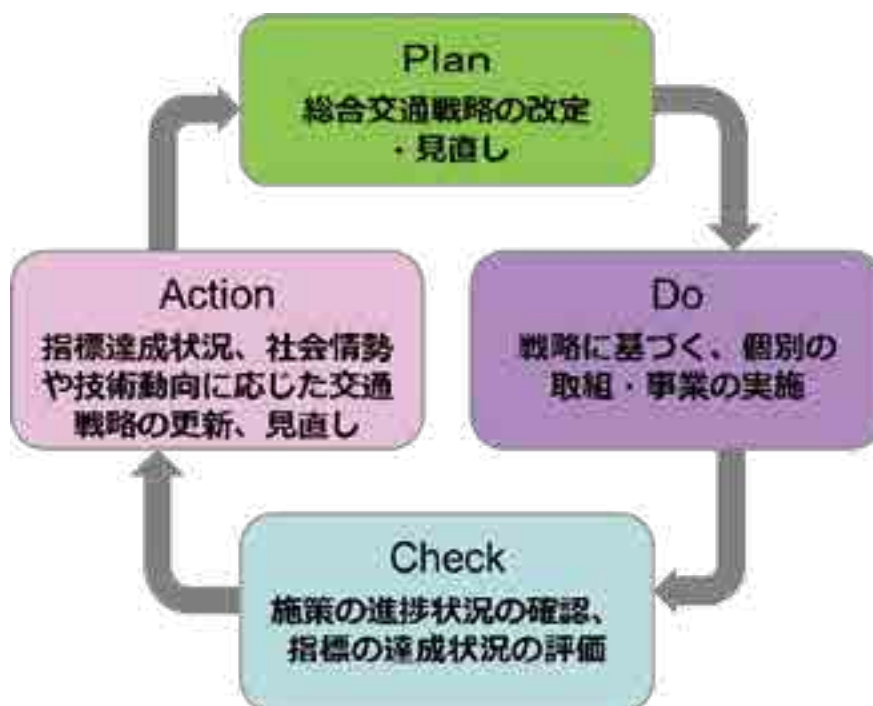 Plan
総合交通戦略の改定
・見直し
Do
戦略に基づく、個別の
取組・事業の実施
Check
施策の進捗状況の確認、
指標の達成状況の評価
Action
指標達成状況、社会情勢
や技術動向に応じた交通
戦略の更新、見直し